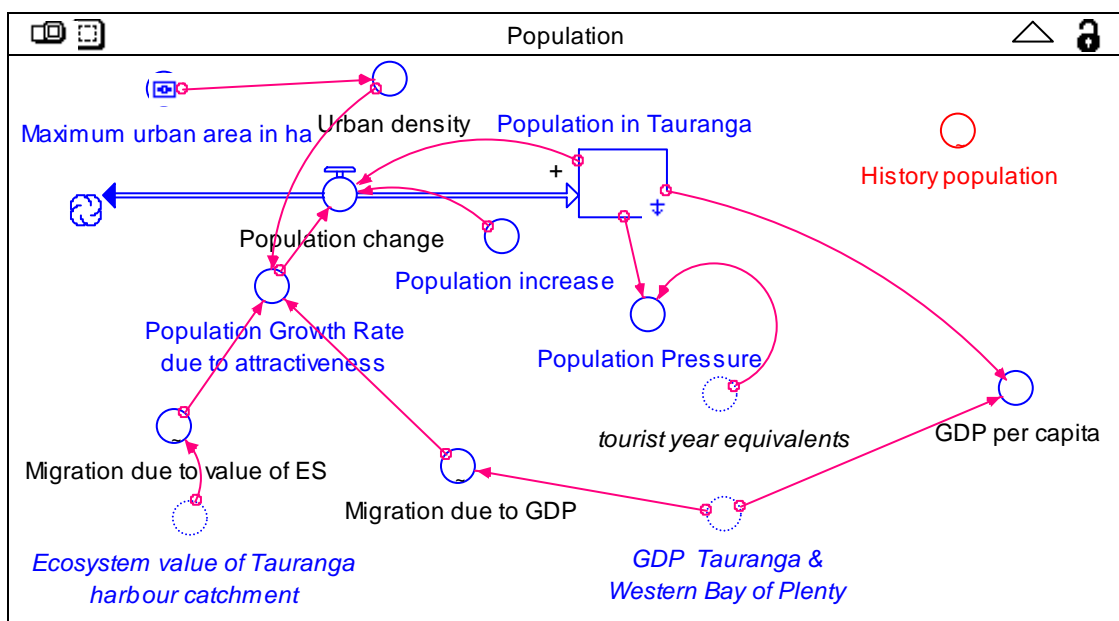 Population
Maximum urban area in ha
Urban density
Population in Tauranga
History population
+
Population change
Population increase
Population Growth Rate
due to attractiveness
Population Pressure
tourist year equivalents
GDP per capita
Migration due to value of ES
Migration due to GDP
Ecosystem value of Tauranga
harbour catchment
GDP Tauranga &
Western Bay of Plenty